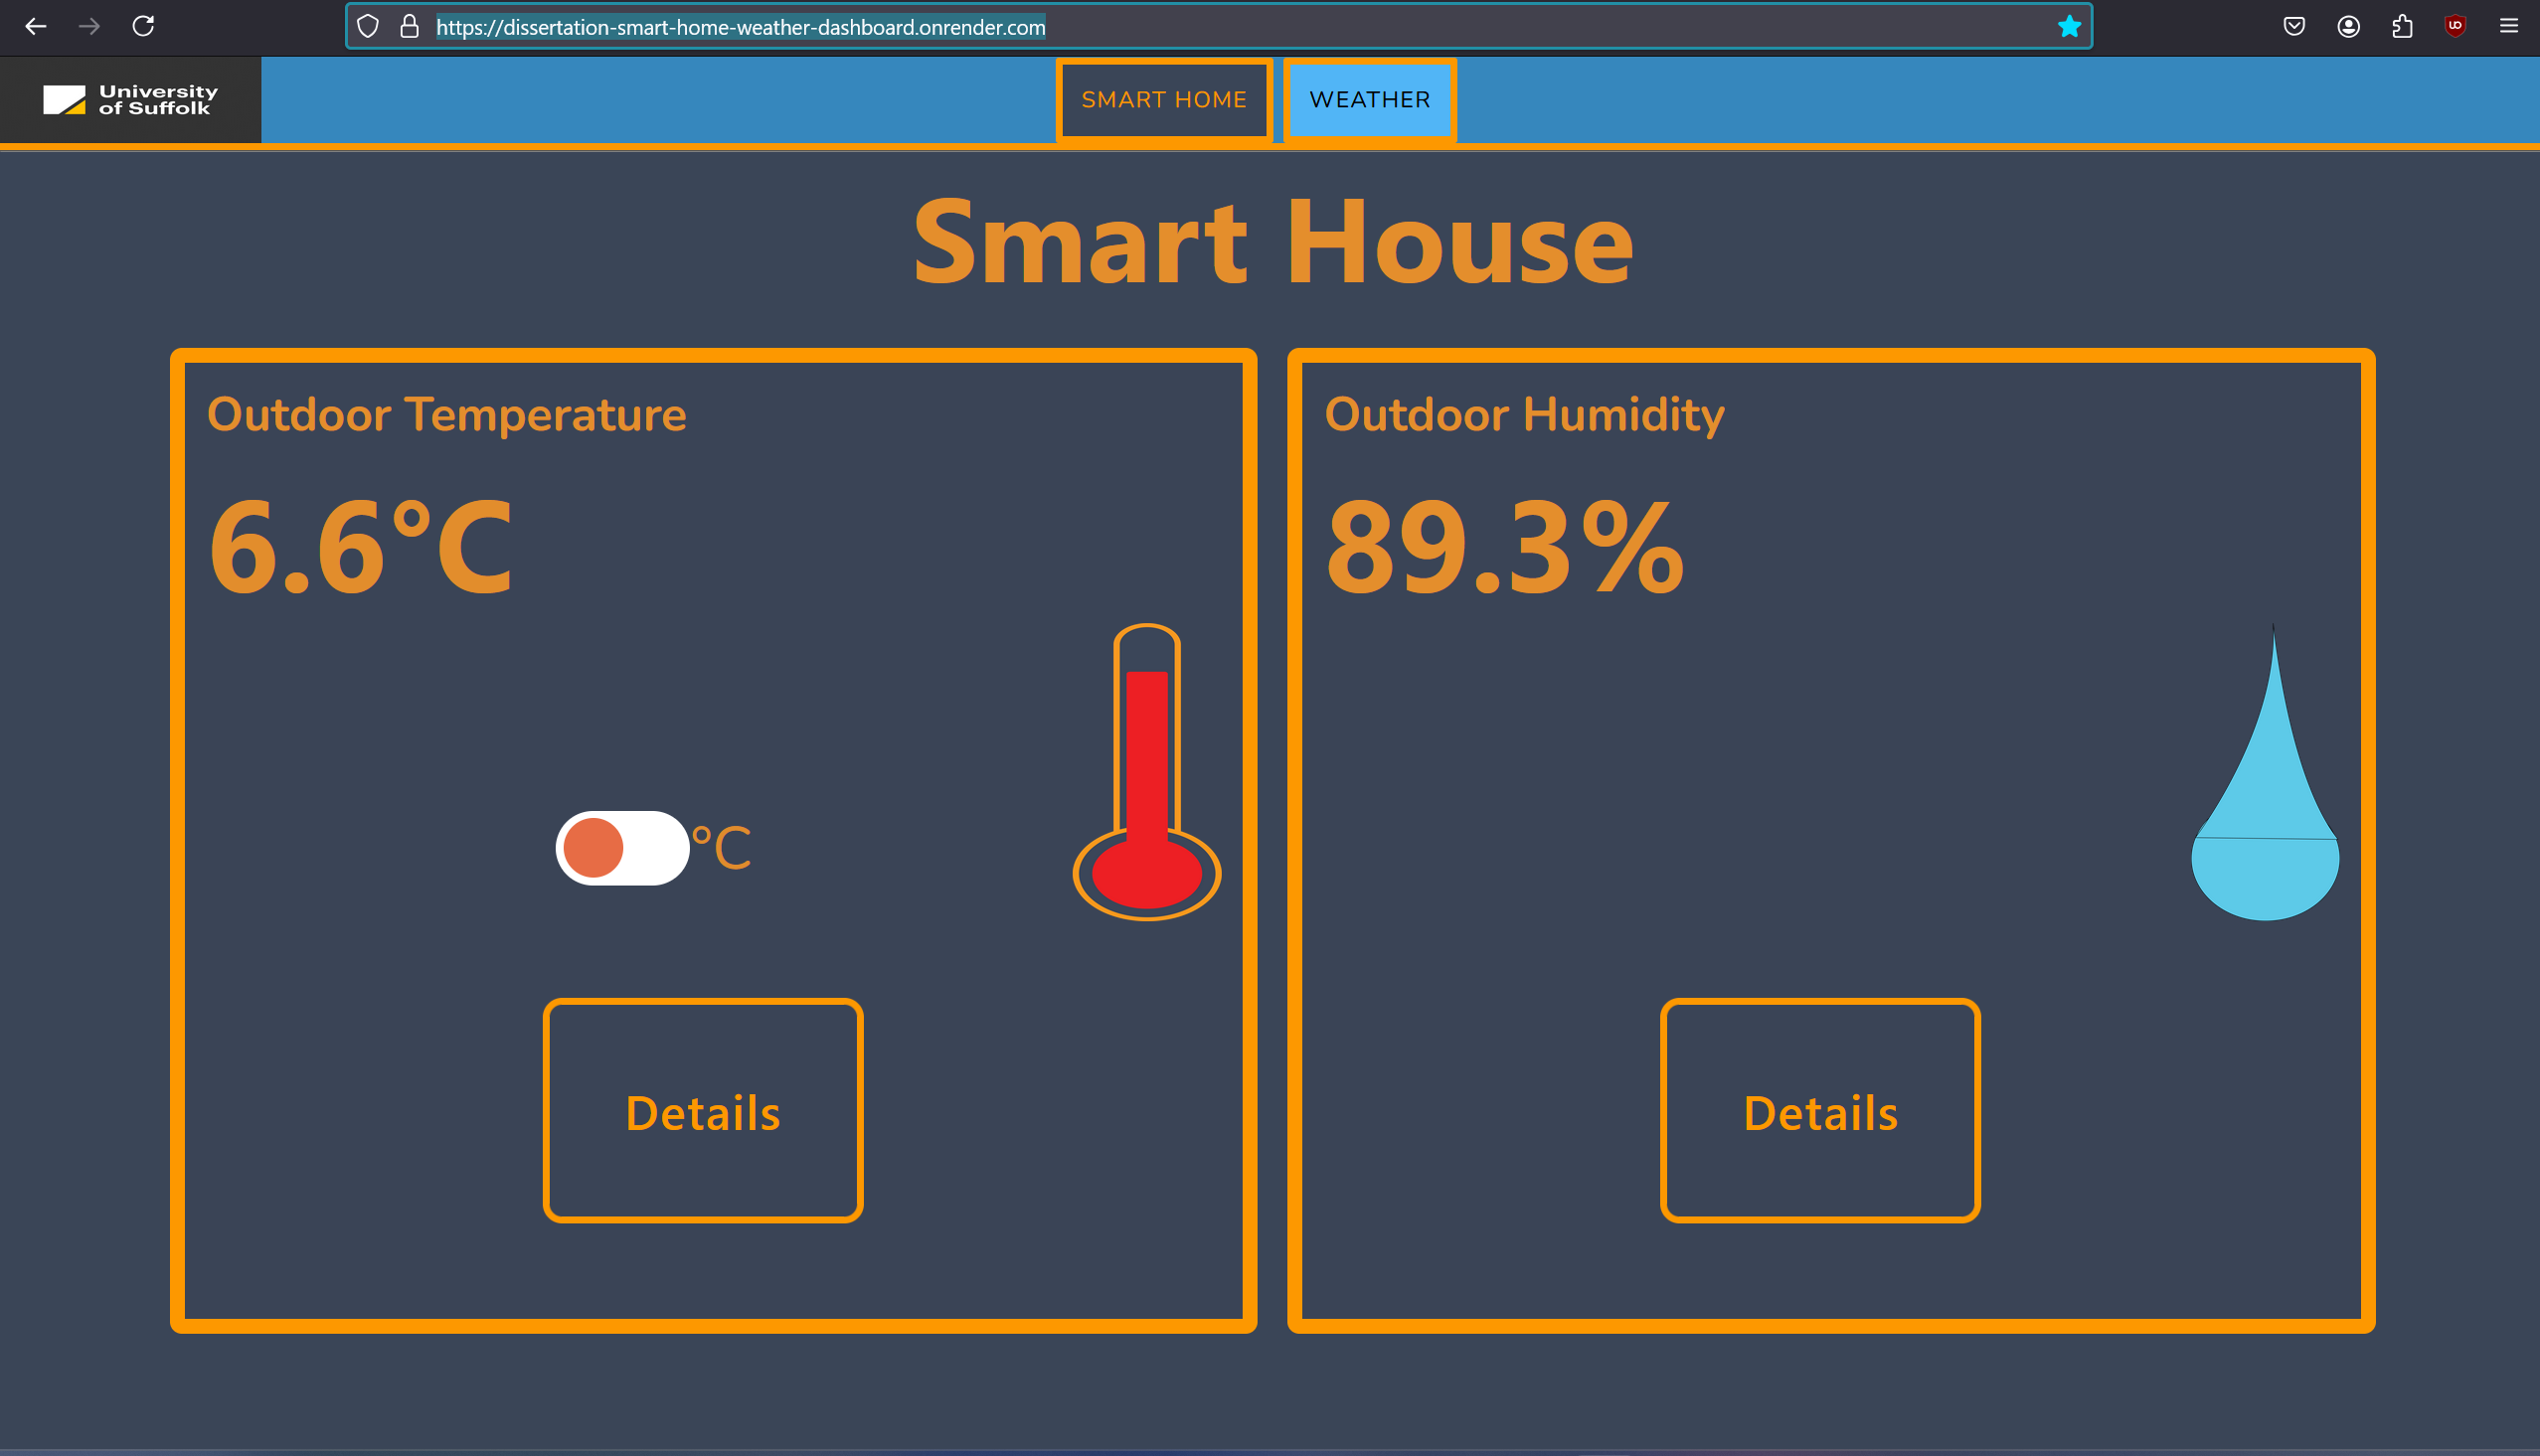 https://dissertation-smart-home-weather-dashboard.onrender.com
University
of Suffolk
SMART HOME
WEATHER
Smart House
Outdoor Temperature
6.6°C
°C
Details
Outdoor Humidity
89.3%
Details